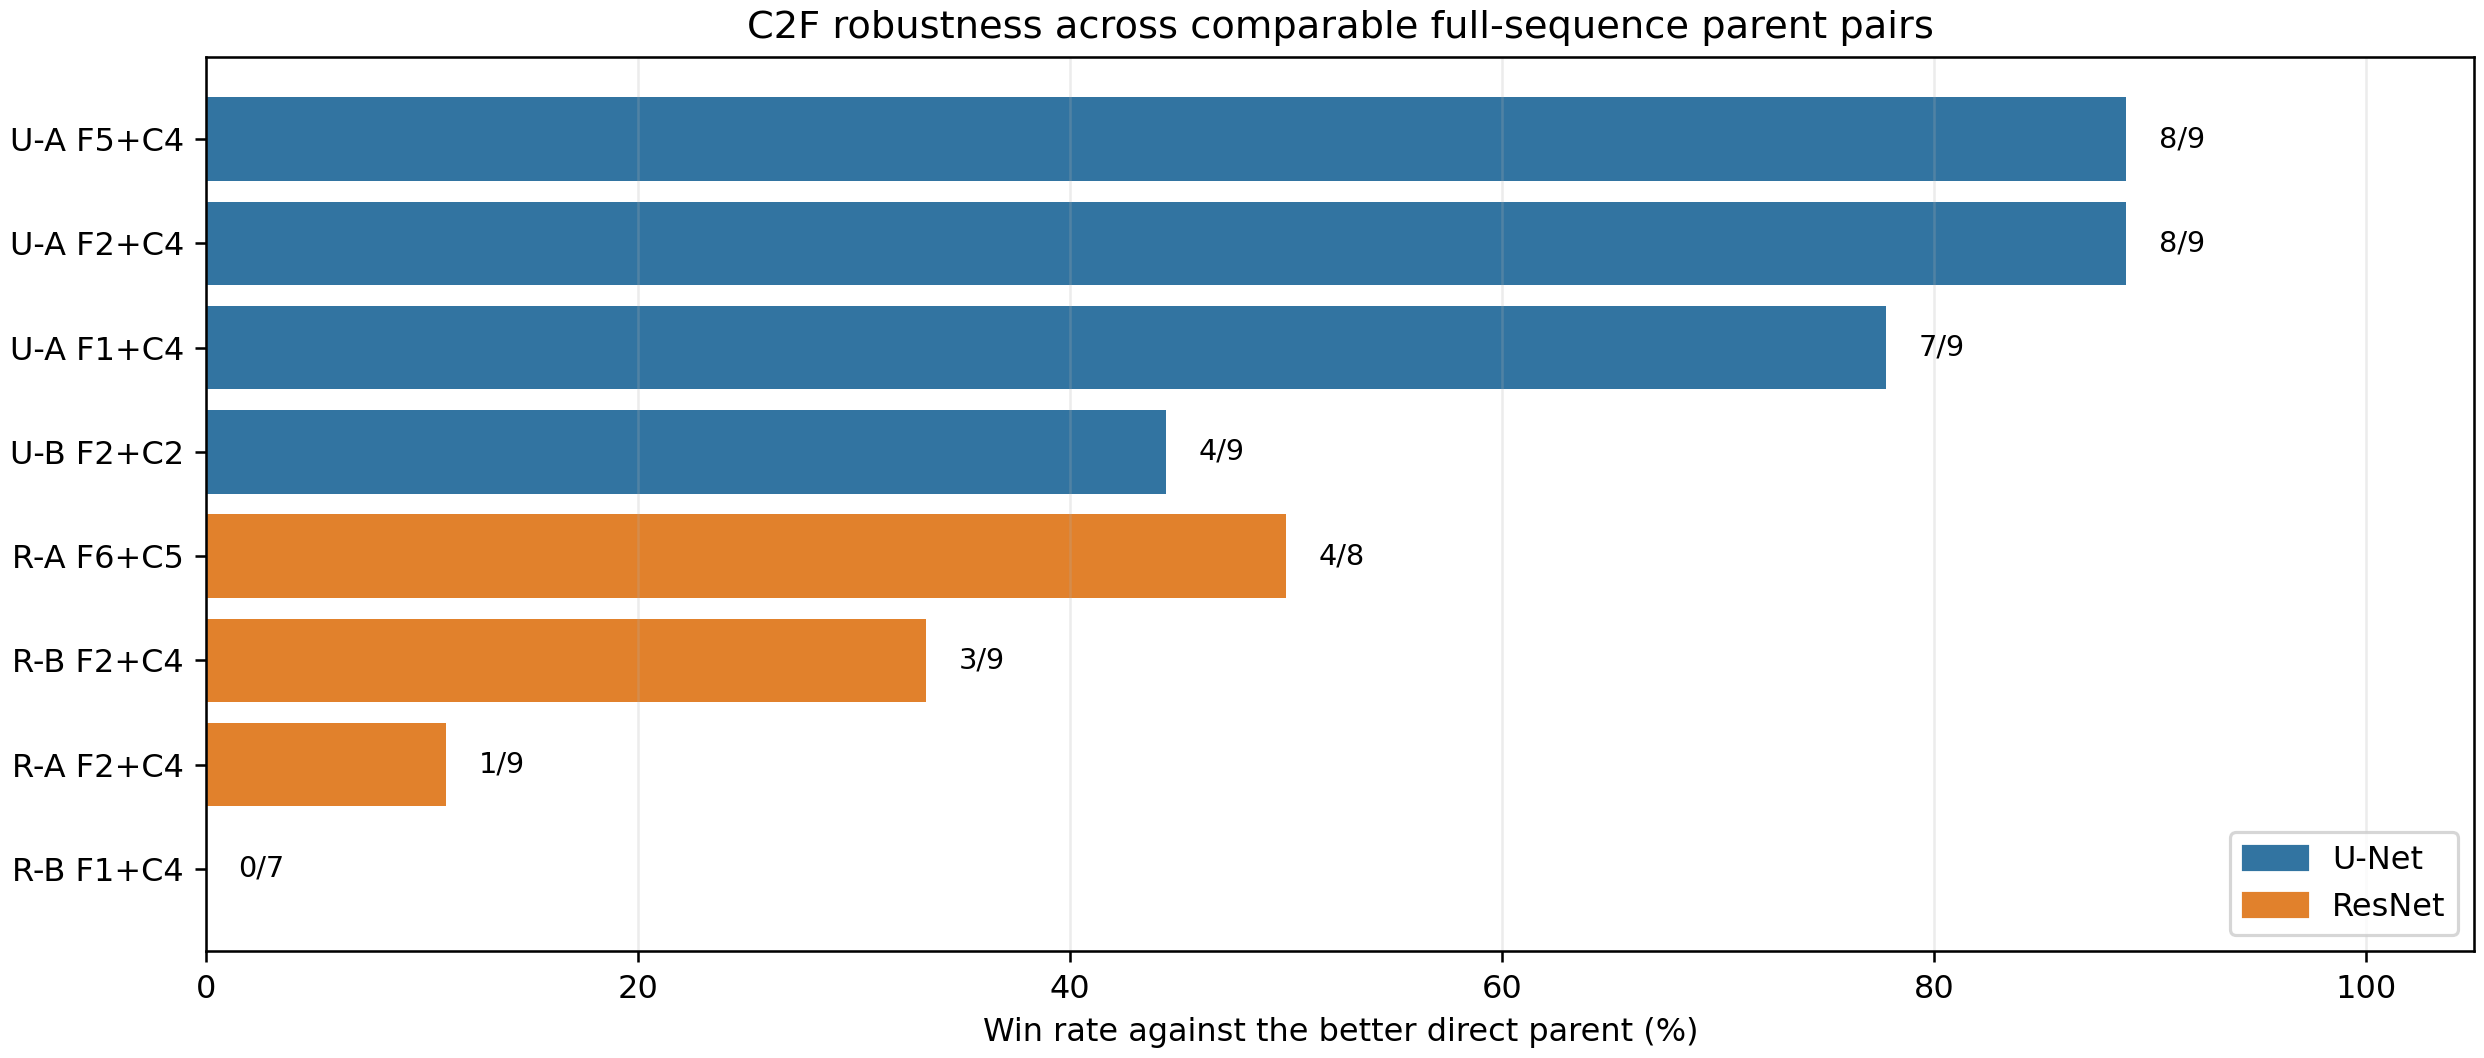 C2F robustness across comparable full-sequence parent pairs
U-A F5+C4
8/9
U-A F2+C4
8/9
U-A F1+C4
7/9
U-B F2+C2
4/9
R-A F6+C5
4/8
R-B F2+C4
3/9
R-A F2+C4
1/9
R-B F1+C4
0/7
U-Net
ResNet
0 20 40 60 80 100
Win rate against the better direct parent (%)